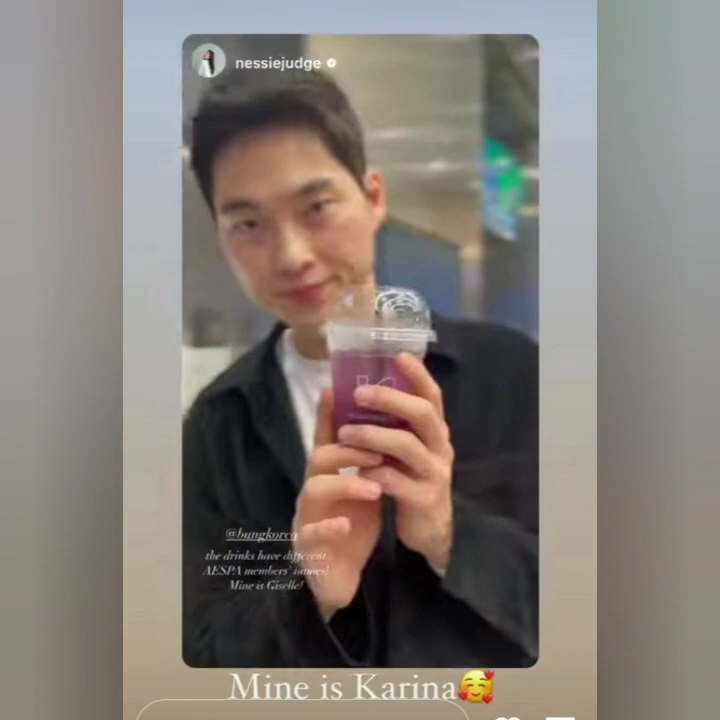 nessiejudge
@bungkorea
the drinks have different
AESPA members' names!
Mine is Giselle!
Mine is Karina🥰